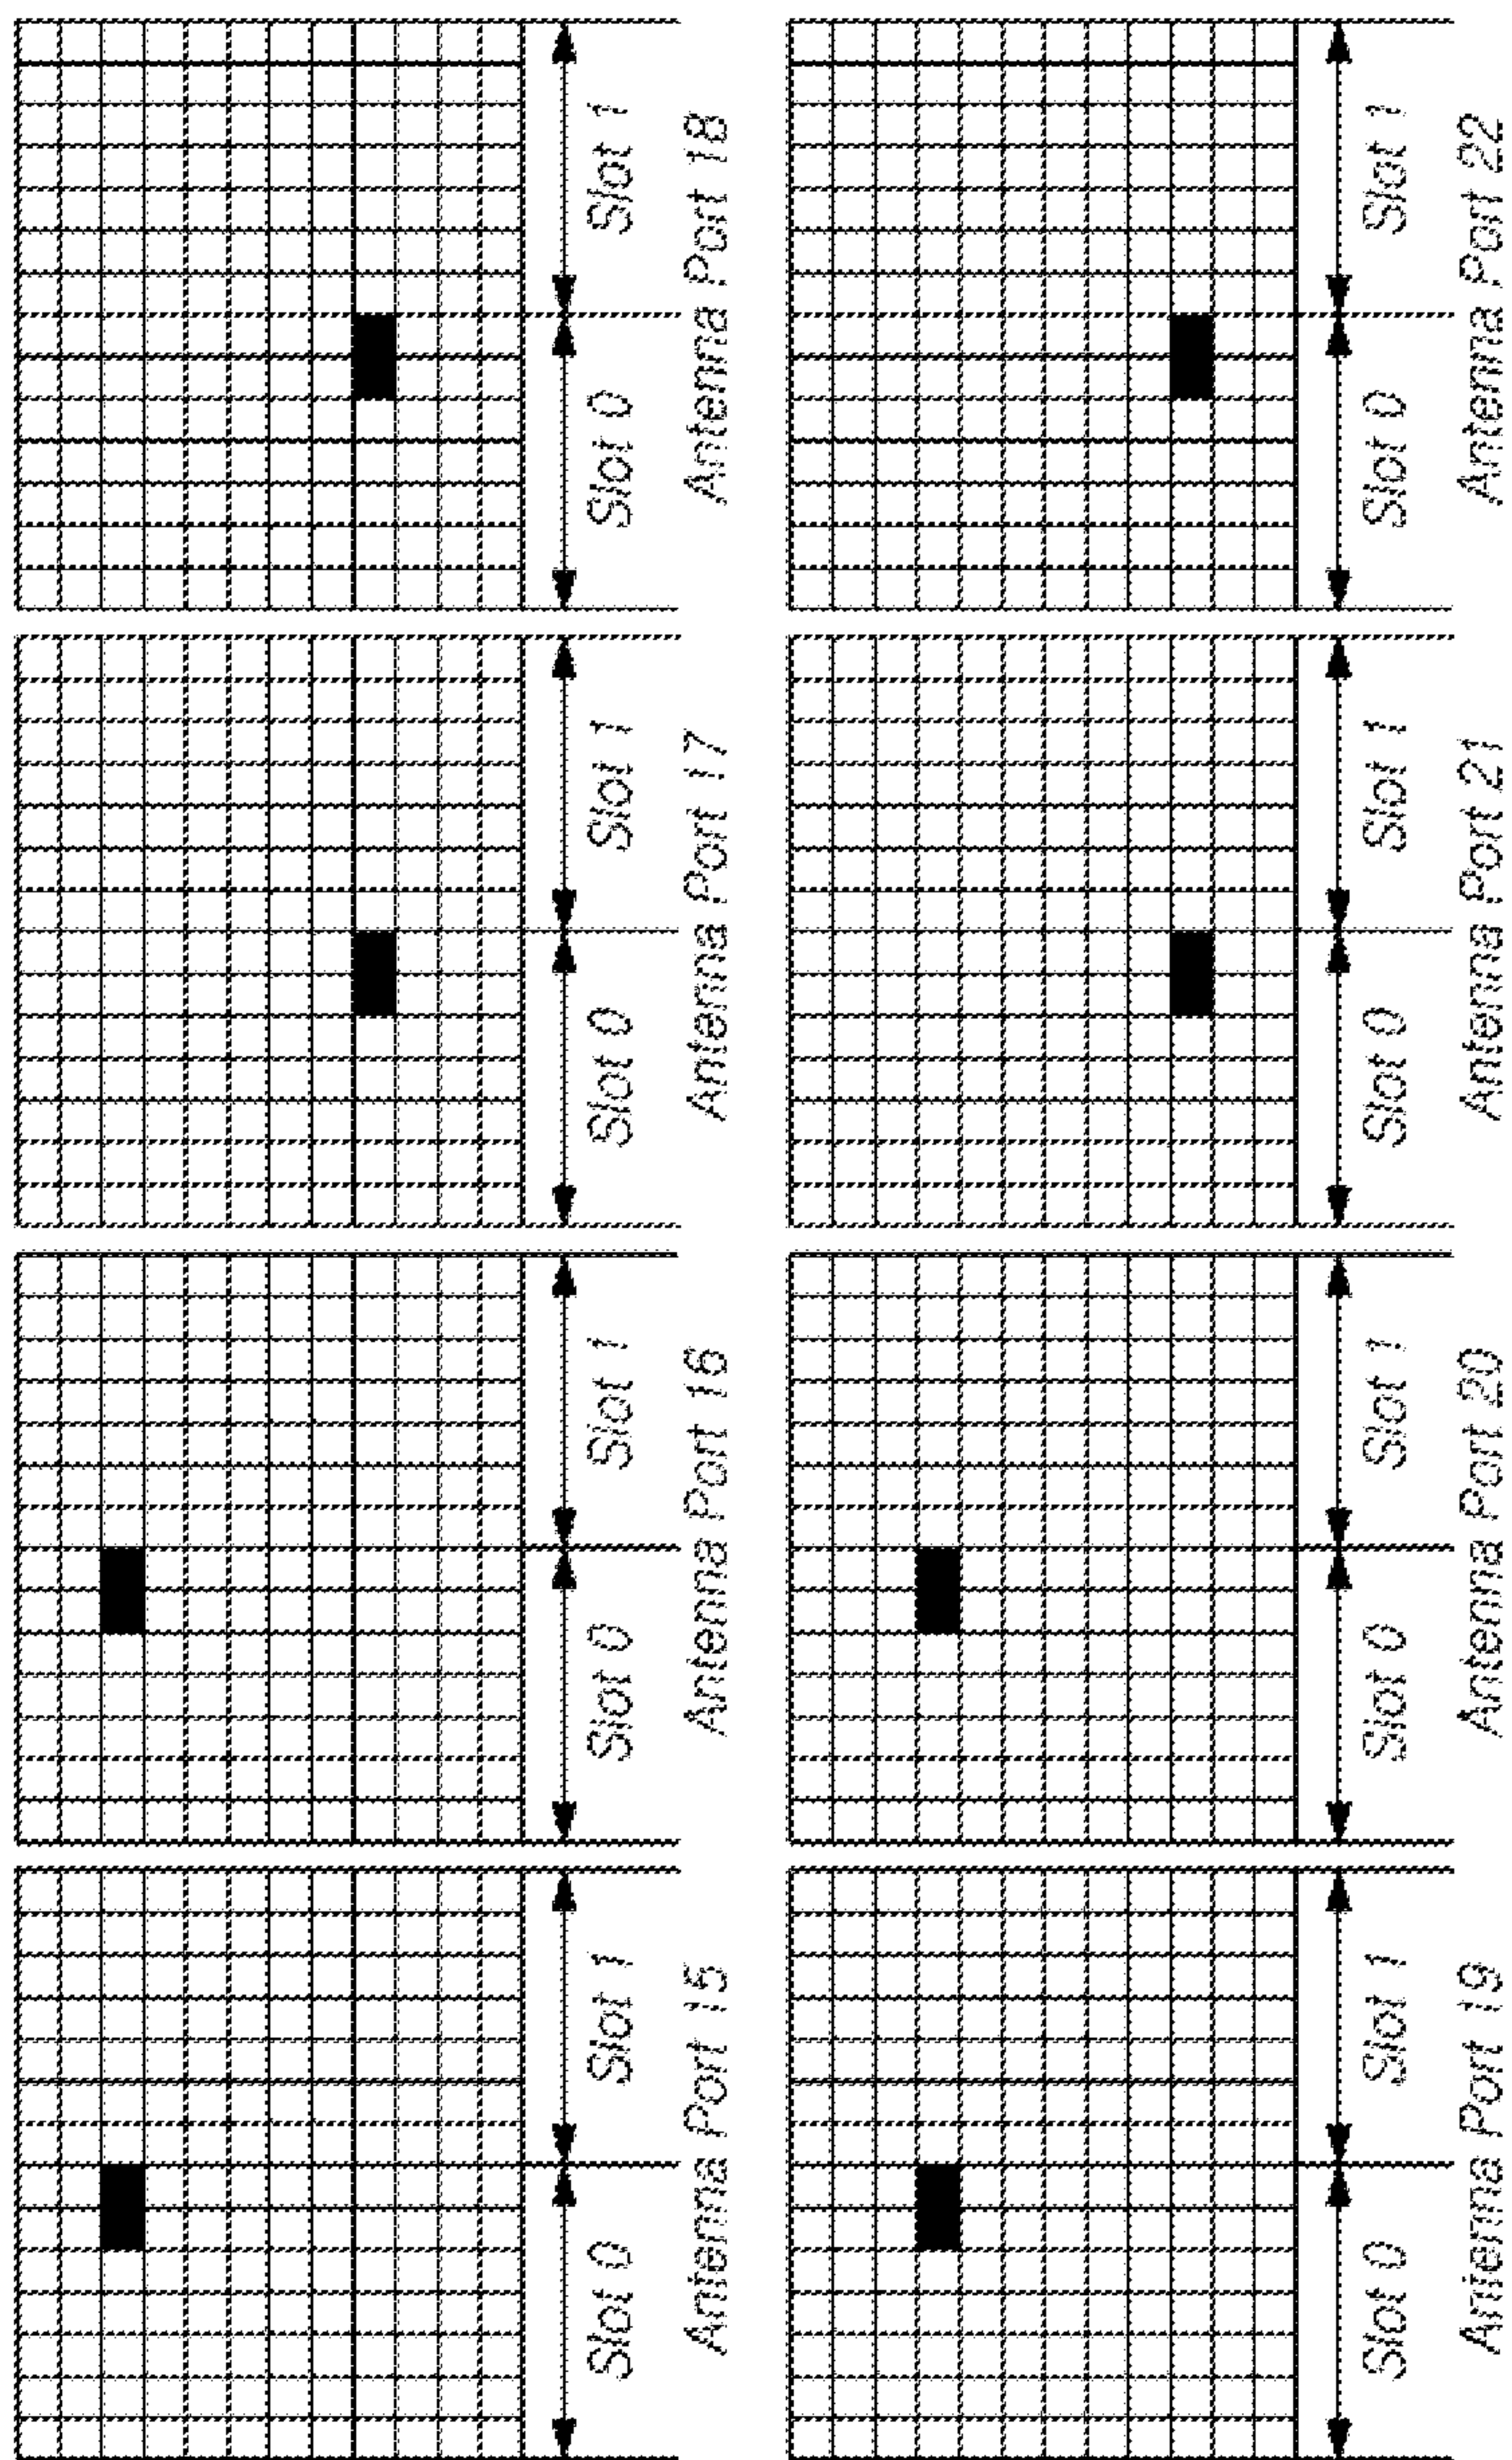 Slot 0 Slot 1
Antenna Port 15
Slot 0 Slot 1
Antenna Port 16
Slot 0 Slot 1
Antenna Port 17
Slot 0 Slot 1
Antenna Port 18
Slot 0 Slot 1
Antenna Port 19
Slot 0 Slot 1
Antenna Port 20
Slot 0 Slot 1
Antenna Port 21
Slot 0 Slot 1
Antenna Port 22